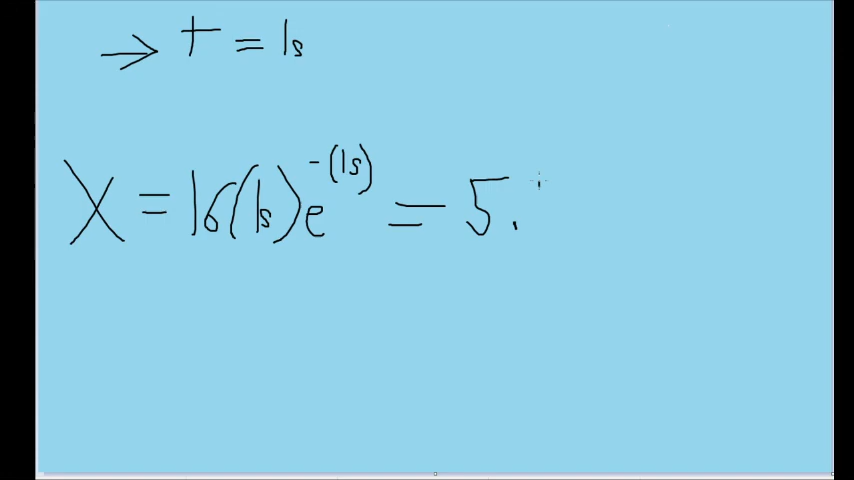 → t = 1s
X = 16(1s)e^-(1s) = 5.